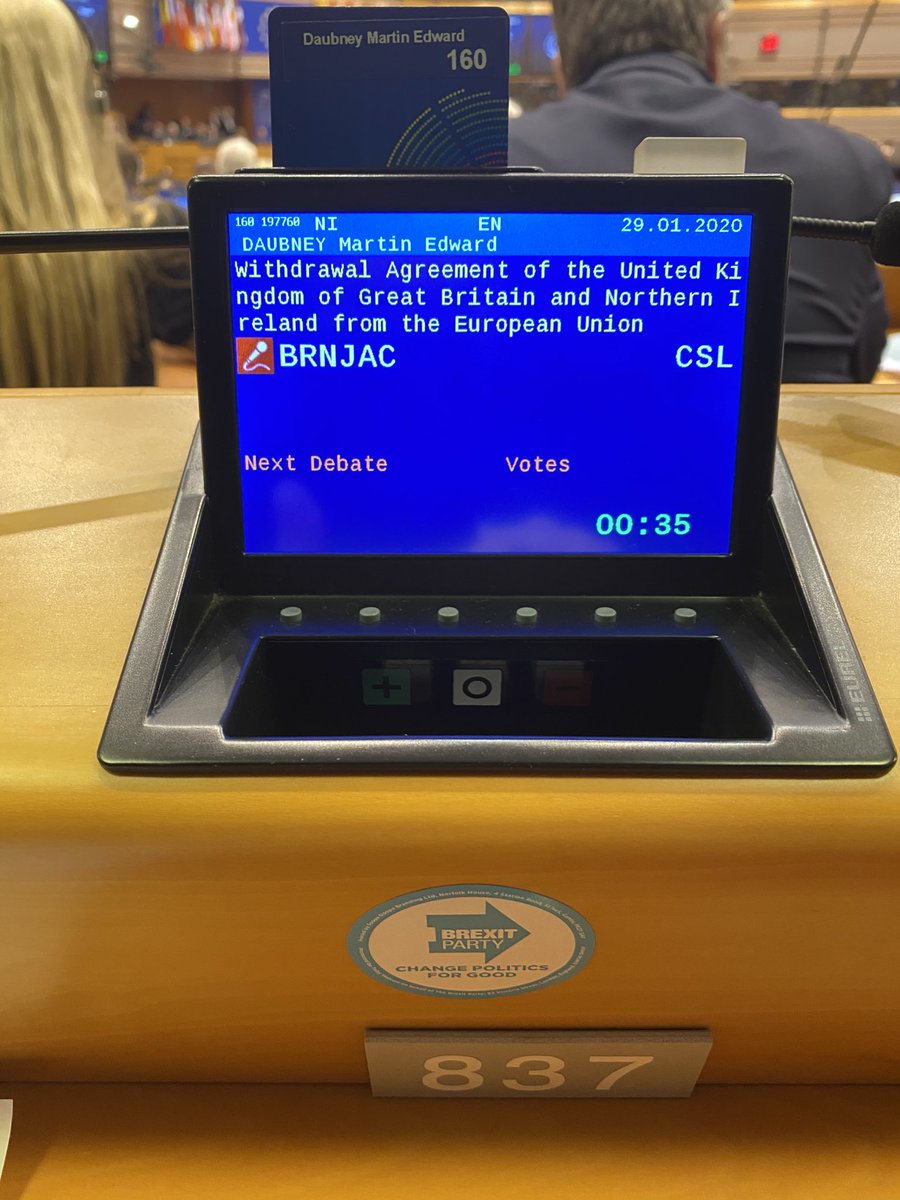 Daubney Martin Edward
160
160 197760 NI EN 29.01.2020
DAUBNEY Martin Edward
Withdrawal Agreement of the United Ki
ngdom of Great Britain and Northern I
reland from the European Union
BRNJAC CSL
Next Debate Votes
00:35
BREXIT
PARTY
CHANGE POLITICS
FOR GOOD
837